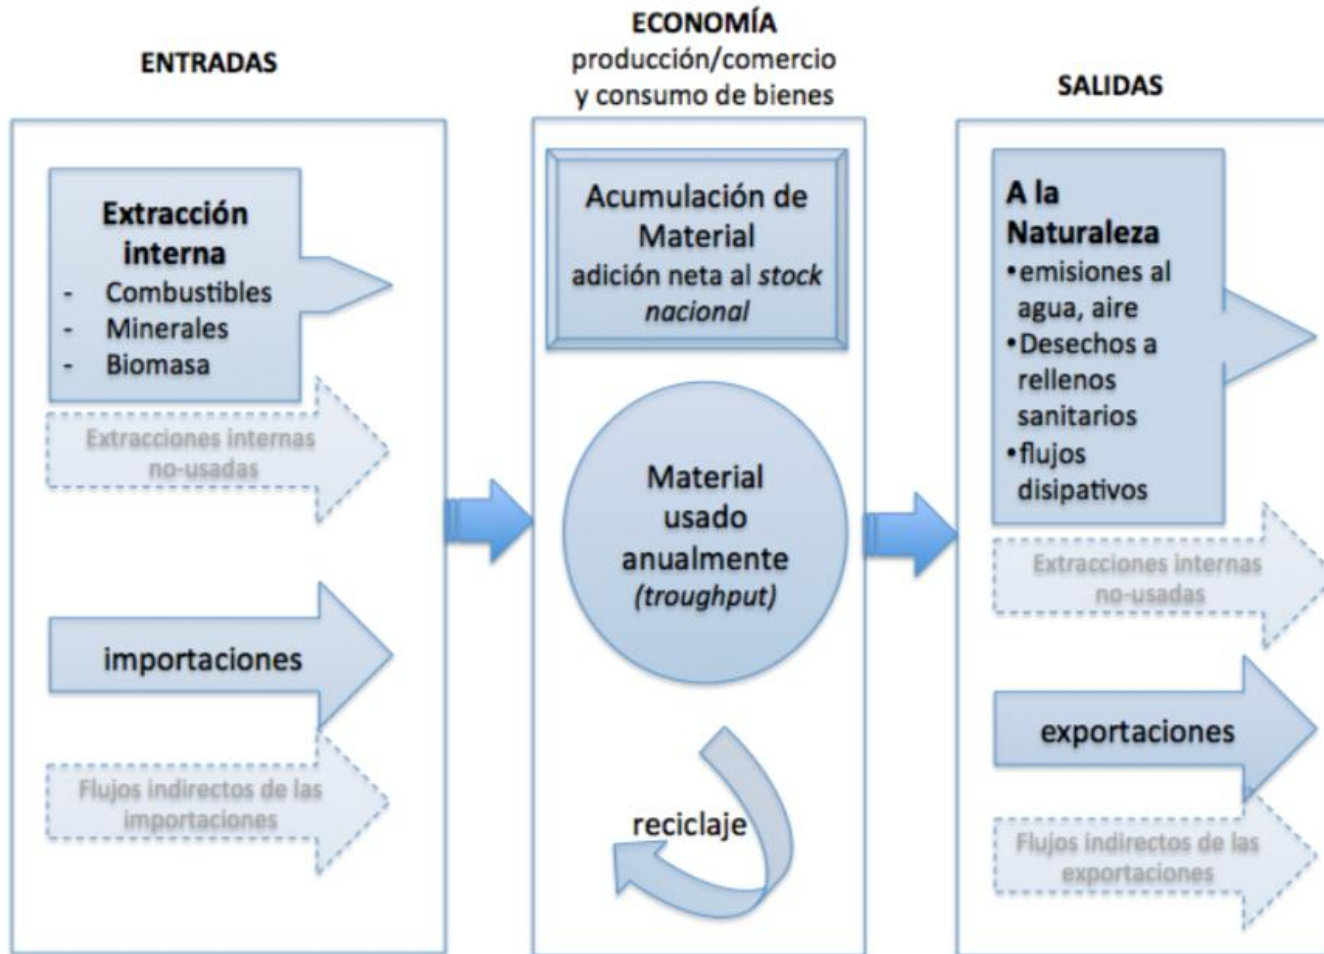 ENTRADAS
Extracción
interna
- Combustibles
- Minerales
- Biomasa
Extracciones internas
no-usadas
importaciones
Flujos indirectos de las
importaciones
ECONOMÍA
producción/comercio
y consumo de bienes
Acumulación de
Material
adición neta al stock
nacional
Material
usado
anualmente
(troughput)
reciclaje
SALIDAS
A la
Naturaleza
•emisiones al
agua, aire
•Desechos a
rellenos
sanitarios
•flujos
disipativos
Extracciones internas
no-usadas
exportaciones
Flujos indirectos de las
exportaciones